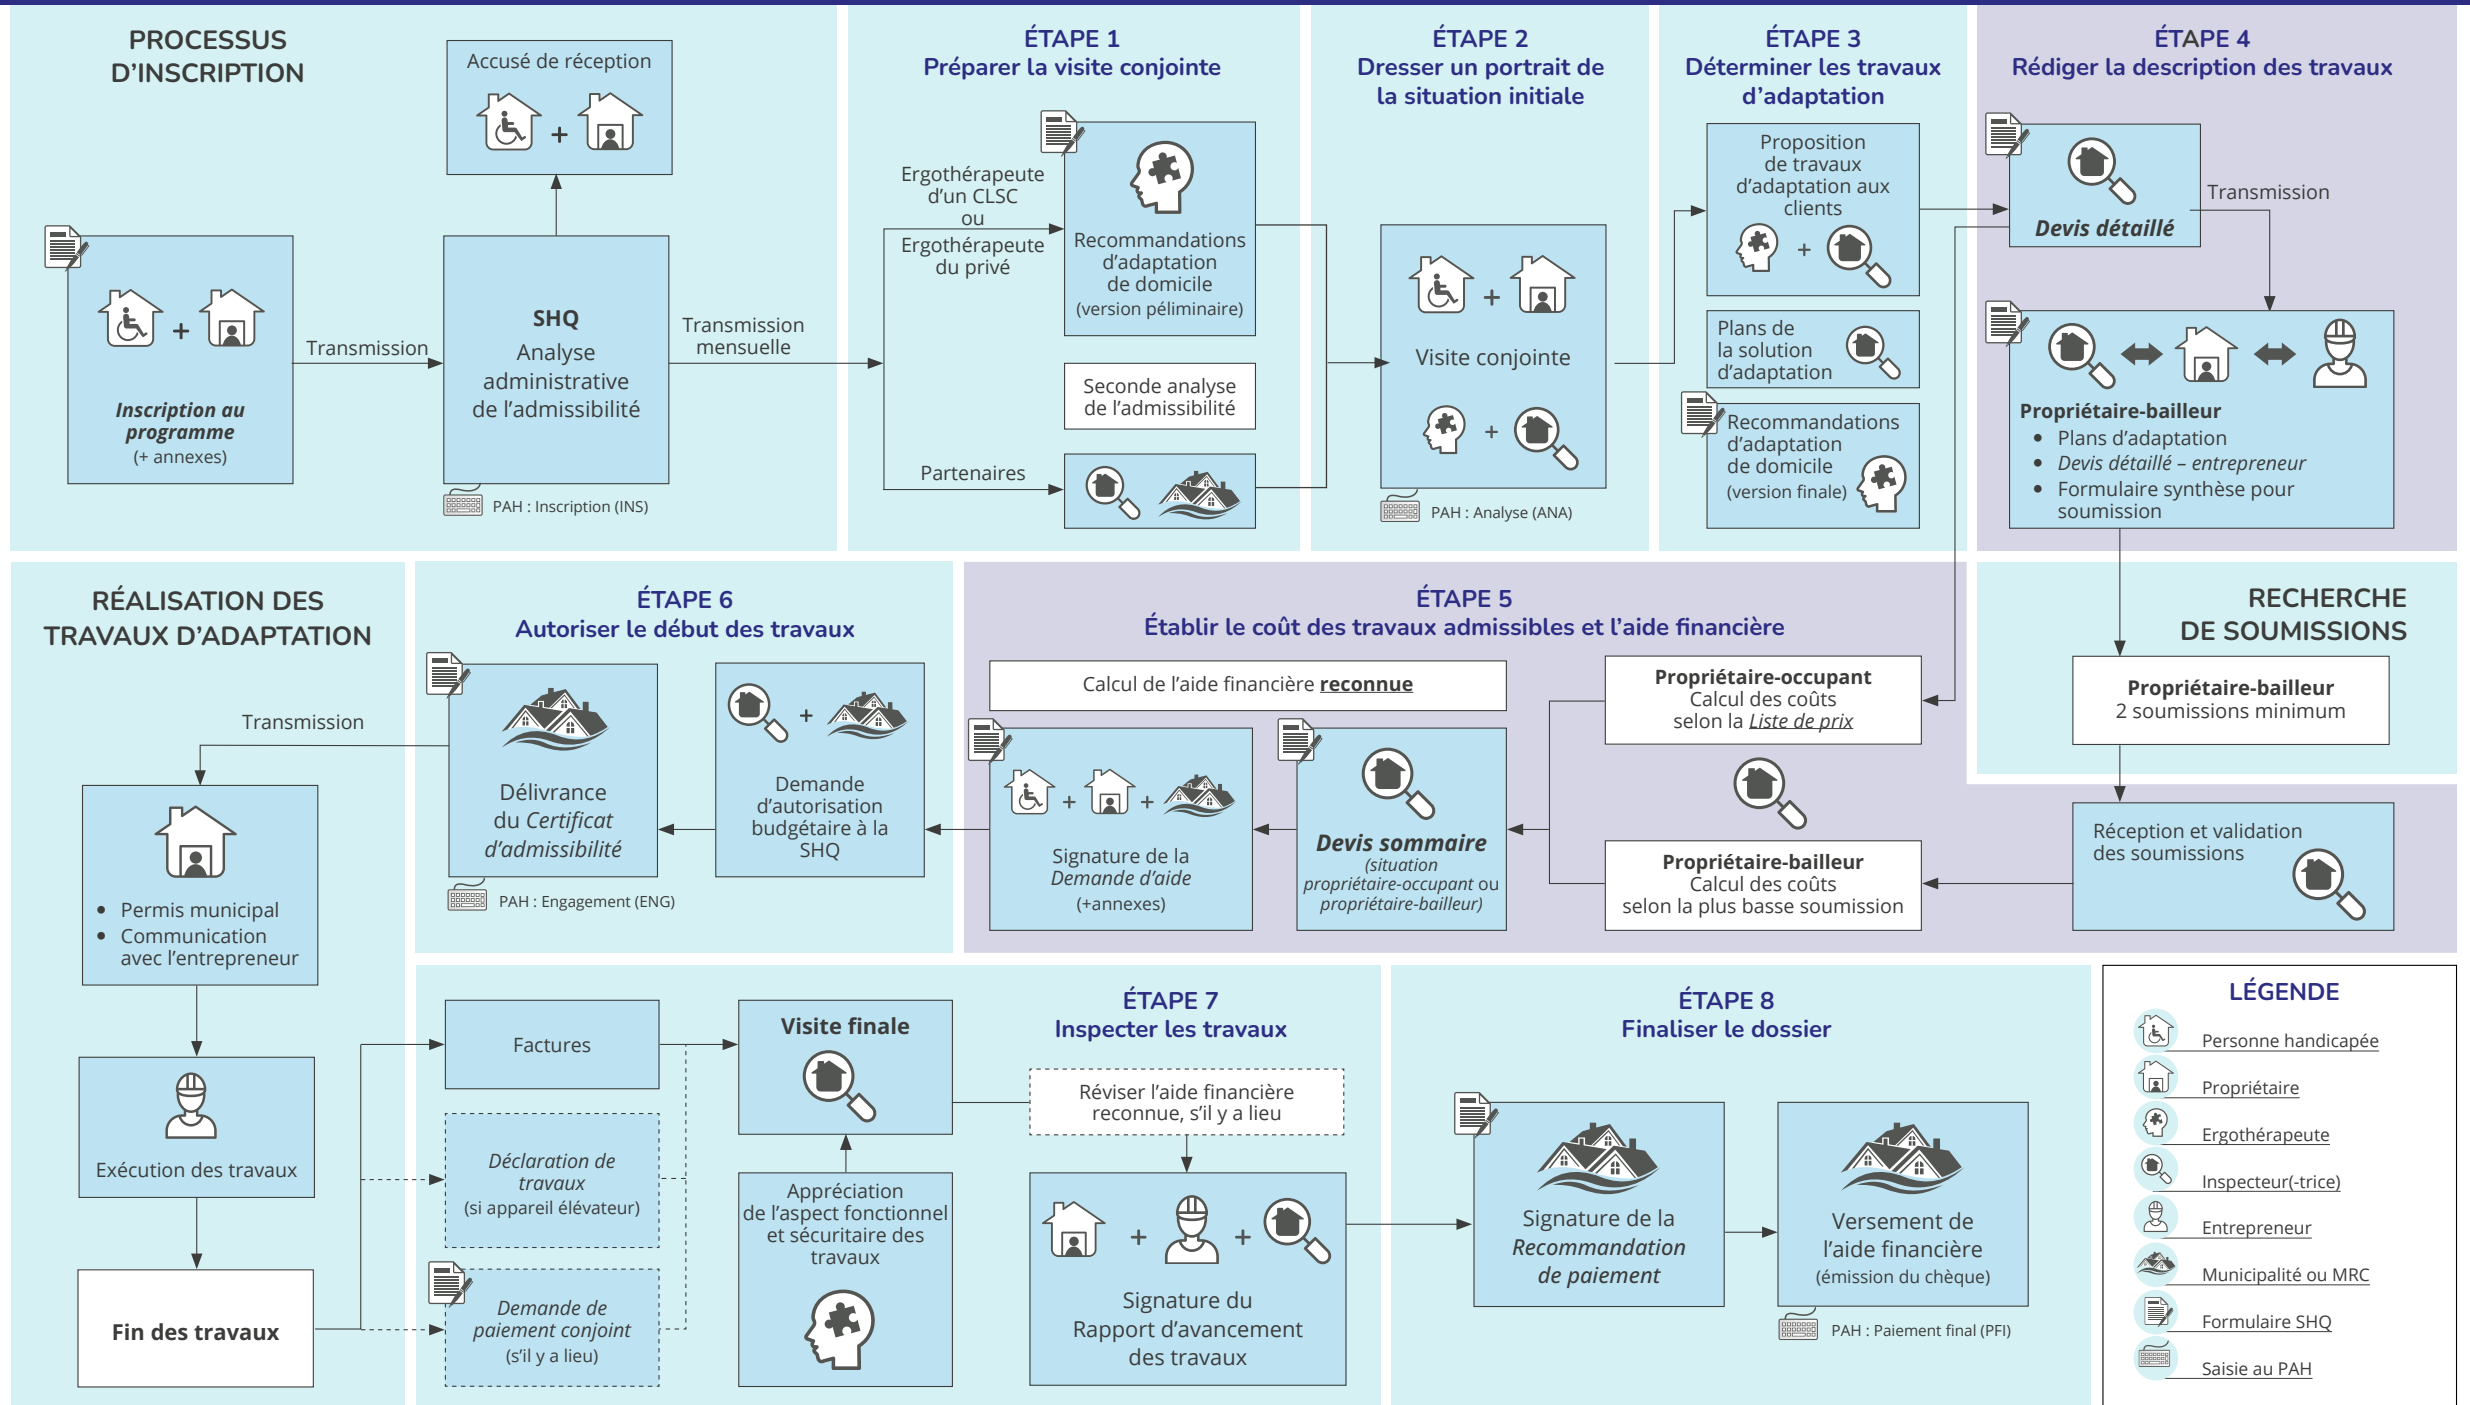 PROCESSUS
D'INSCRIPTION
Accusé de réception
Inscription au
programme
(+ annexes)
Transmission
SHQ
Analyse
administrative
de l'admissibilité
PAH : Inscription (INS)
Transmission
mensuelle
ÉTAPE 1
Préparer la visite conjointe
Ergothérapeute
d'un CLSC
ou
Ergothérapeute
du privé
Recommandations
d'adaptation
de domicile
(version péliminaire)
Seconde analyse
de l'admissibilité
Partenaires
ÉTAPE 2
Dresser un portrait de
la situation initiale
Visite conjointe
PAH : Analyse (ANA)
ÉTAPE 3
Déterminer les travaux
d'adaptation
Proposition
de travaux
d'adaptation aux
clients
Plans de
la solution
d'adaptation
Recommandations
d'adaptation
de domicile
(version finale)
ÉTAPE 4
Rédiger la description des travaux
Devis détaillé
Transmission
Propriétaire-bailleur
• Plans d'adaptation
• Devis détaillé – entrepreneur
• Formulaire synthèse pour
soumission
RECHERCHE
DE SOUMISSIONS
Propriétaire-bailleur
2 soumissions minimum
Réception et validation
des soumissions
ÉTAPE 5
Établir le coût des travaux admissibles et l'aide financière
Propriétaire-occupant
Calcul des coûts
selon la Liste de prix
Propriétaire-bailleur
Calcul des coûts
selon la plus basse soumission
Calcul de l'aide financière reconnue
Devis sommaire
(situation
propriétaire-occupant ou
propriétaire-bailleur)
Signature de la
Demande d'aide
(+annexes)
ÉTAPE 6
Autoriser le début des travaux
Demande
d'autorisation
budgétaire à la
SHQ
Délivrance
du Certificat
d'admissibilité
PAH : Engagement (ENG)
RÉALISATION DES
TRAVAUX D'ADAPTATION
Transmission
• Permis municipal
• Communication
avec l'entrepreneur
Exécution des travaux
Fin des travaux
ÉTAPE 7
Inspecter les travaux
Factures
Déclaration de
travaux
(si appareil élévateur)
Demande de
paiement conjoint
(s'il y a lieu)
Visite finale
Appréciation
de l'aspect fonctionnel
et sécuritaire des
travaux
Réviser l'aide financière
reconnue, s'il y a lieu
Signature du
Rapport d'avancement
des travaux
ÉTAPE 8
Finaliser le dossier
Signature de la
Recommandation
de paiement
Versement de
l'aide financière
(émission du chèque)
PAH : Paiement final (PFI)
LÉGENDE
Personne handicapée
Propriétaire
Ergothérapeute
Inspecteur(-trice)
Entrepreneur
Municipalité ou MRC
Formulaire SHQ
Saisie au PAH